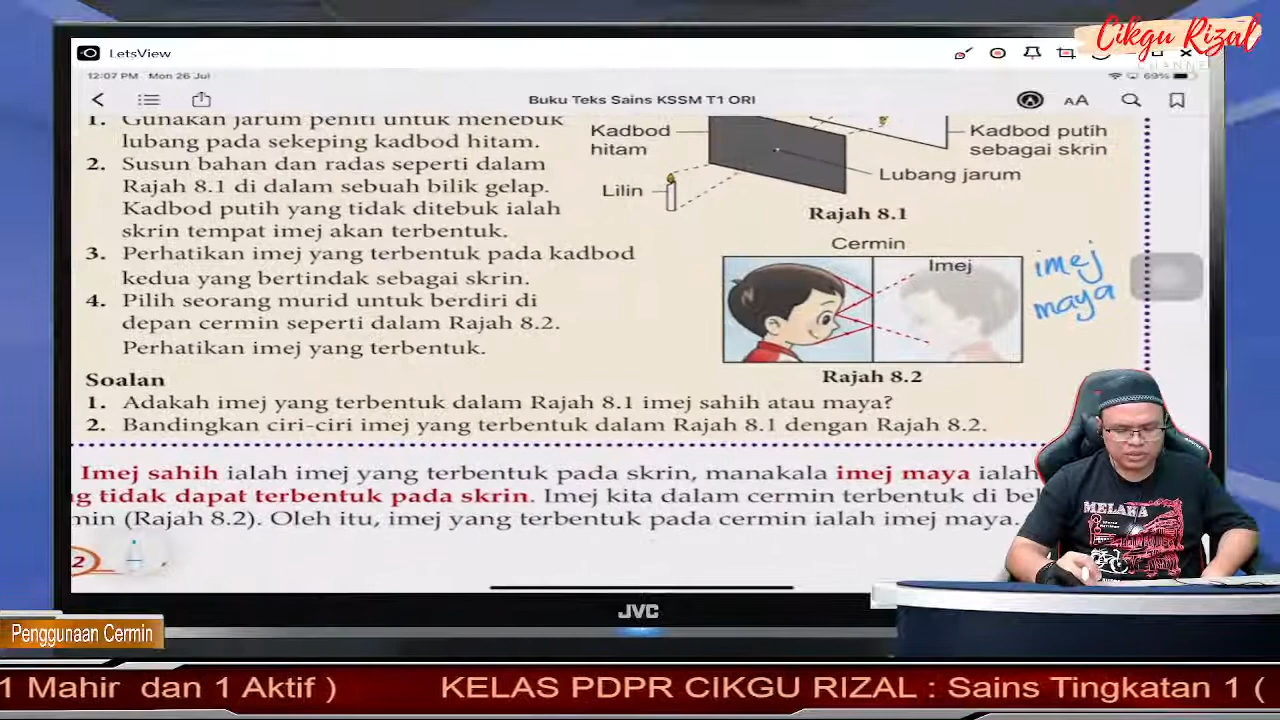 Cikgu Rizal
CHANNEL
LetsView
12:07 PM Mon 26 Jul
69%
Buku Teks Sains KSSM T1 ORI
AA
1. Gunakan jarum peniti untuk menebuk
lubang pada sekeping kadbod hitam.
2. Susun bahan dan radas seperti dalam
Rajah 8.1 di dalam sebuah bilik gelap.
Kadbod putih yang tidak ditebuk ialah
skrin tempat imej akan terbentuk.
3. Perhatikan imej yang terbentuk pada kadbod
kedua yang bertindak sebagai skrin.
4. Pilih seorang murid untuk berdiri di
depan cermin seperti dalam Rajah 8.2.
Perhatikan imej yang terbentuk.
Kadbod
hitam
Lilin
Kadbod putih
sebagai skrin
Lubang jarum
Rajah 8.1
Cermin
Imej
imej
maya
Rajah 8.2
Soalan
1. Adakah imej yang terbentuk dalam Rajah 8.1 imej sahih atau maya?
2. Bandingkan ciri-ciri imej yang terbentuk dalam Rajah 8.1 dengan Rajah 8.2.
Imej sahih ialah imej yang terbentuk pada skrin, manakala imej maya ialah
g tidak dapat terbentuk pada skrin. Imej kita dalam cermin terbentuk di bel
min (Rajah 8.2). Oleh itu, imej yang terbentuk pada cermin ialah imej maya.
2
MELAKA
JVC
Penggunaan Cermin
1 Mahir dan 1 Aktif ) KELAS PDPR CIKGU RIZAL : Sains Tingkatan 1 (